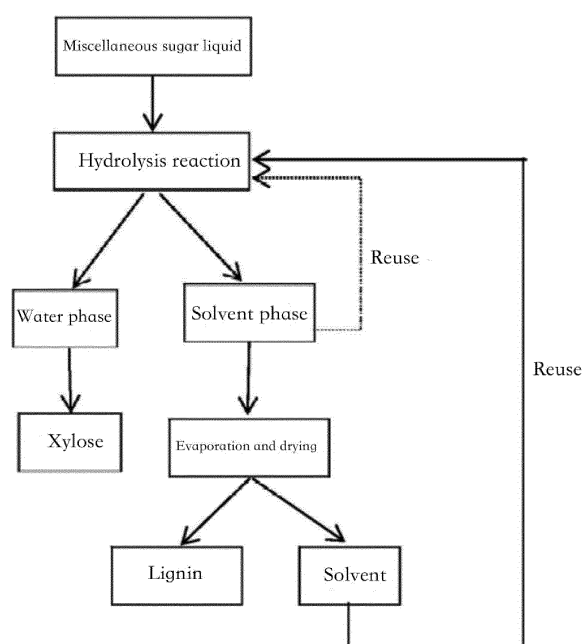 Miscellaneous sugar liquid
Hydrolysis reaction
Reuse
Water phase
Solvent phase
Reuse
Xylose
Evaporation and drying
Lignin
Solvent